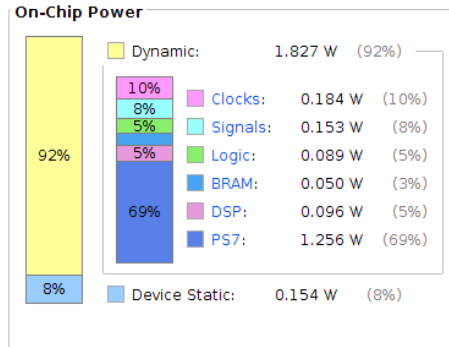 On-Chip Power
Dynamic: 1.827 W (92%)
92%
10% Clocks: 0.184 W (10%)
8% Signals: 0.153 W (8%)
5% Logic: 0.089 W (5%)
BRAM: 0.050 W (3%)
5% DSP: 0.096 W (5%)
69% PS7: 1.256 W (69%)
8% Device Static: 0.154 W (8%)